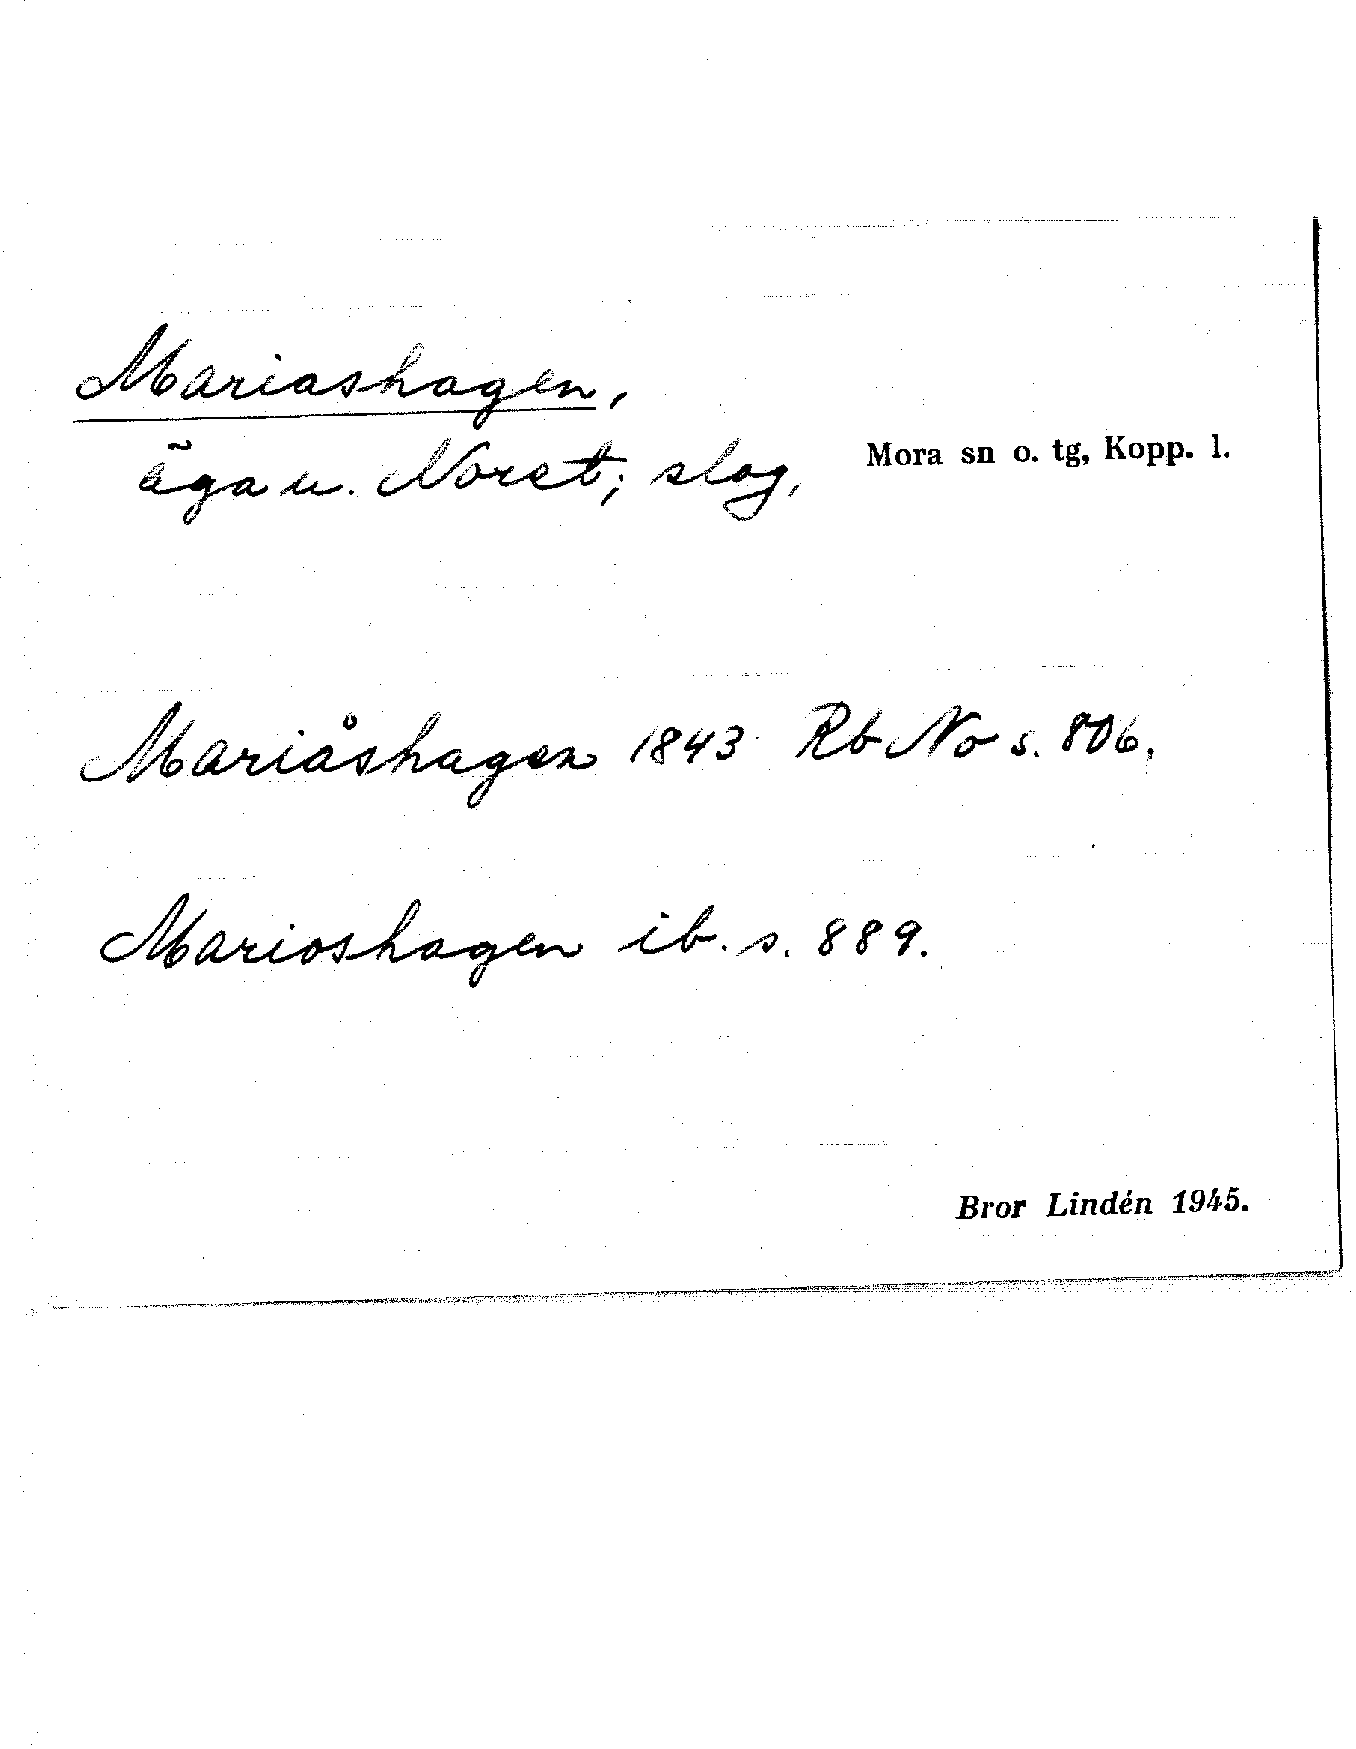 Mariashagen,
äga u. Noret; slog,
Mora sn o. tg, Kopp. l.
Mariåshagen 1843 Rb No s. 806,
Marioshagen ib. s. 889.
Bror Lindén 1945.